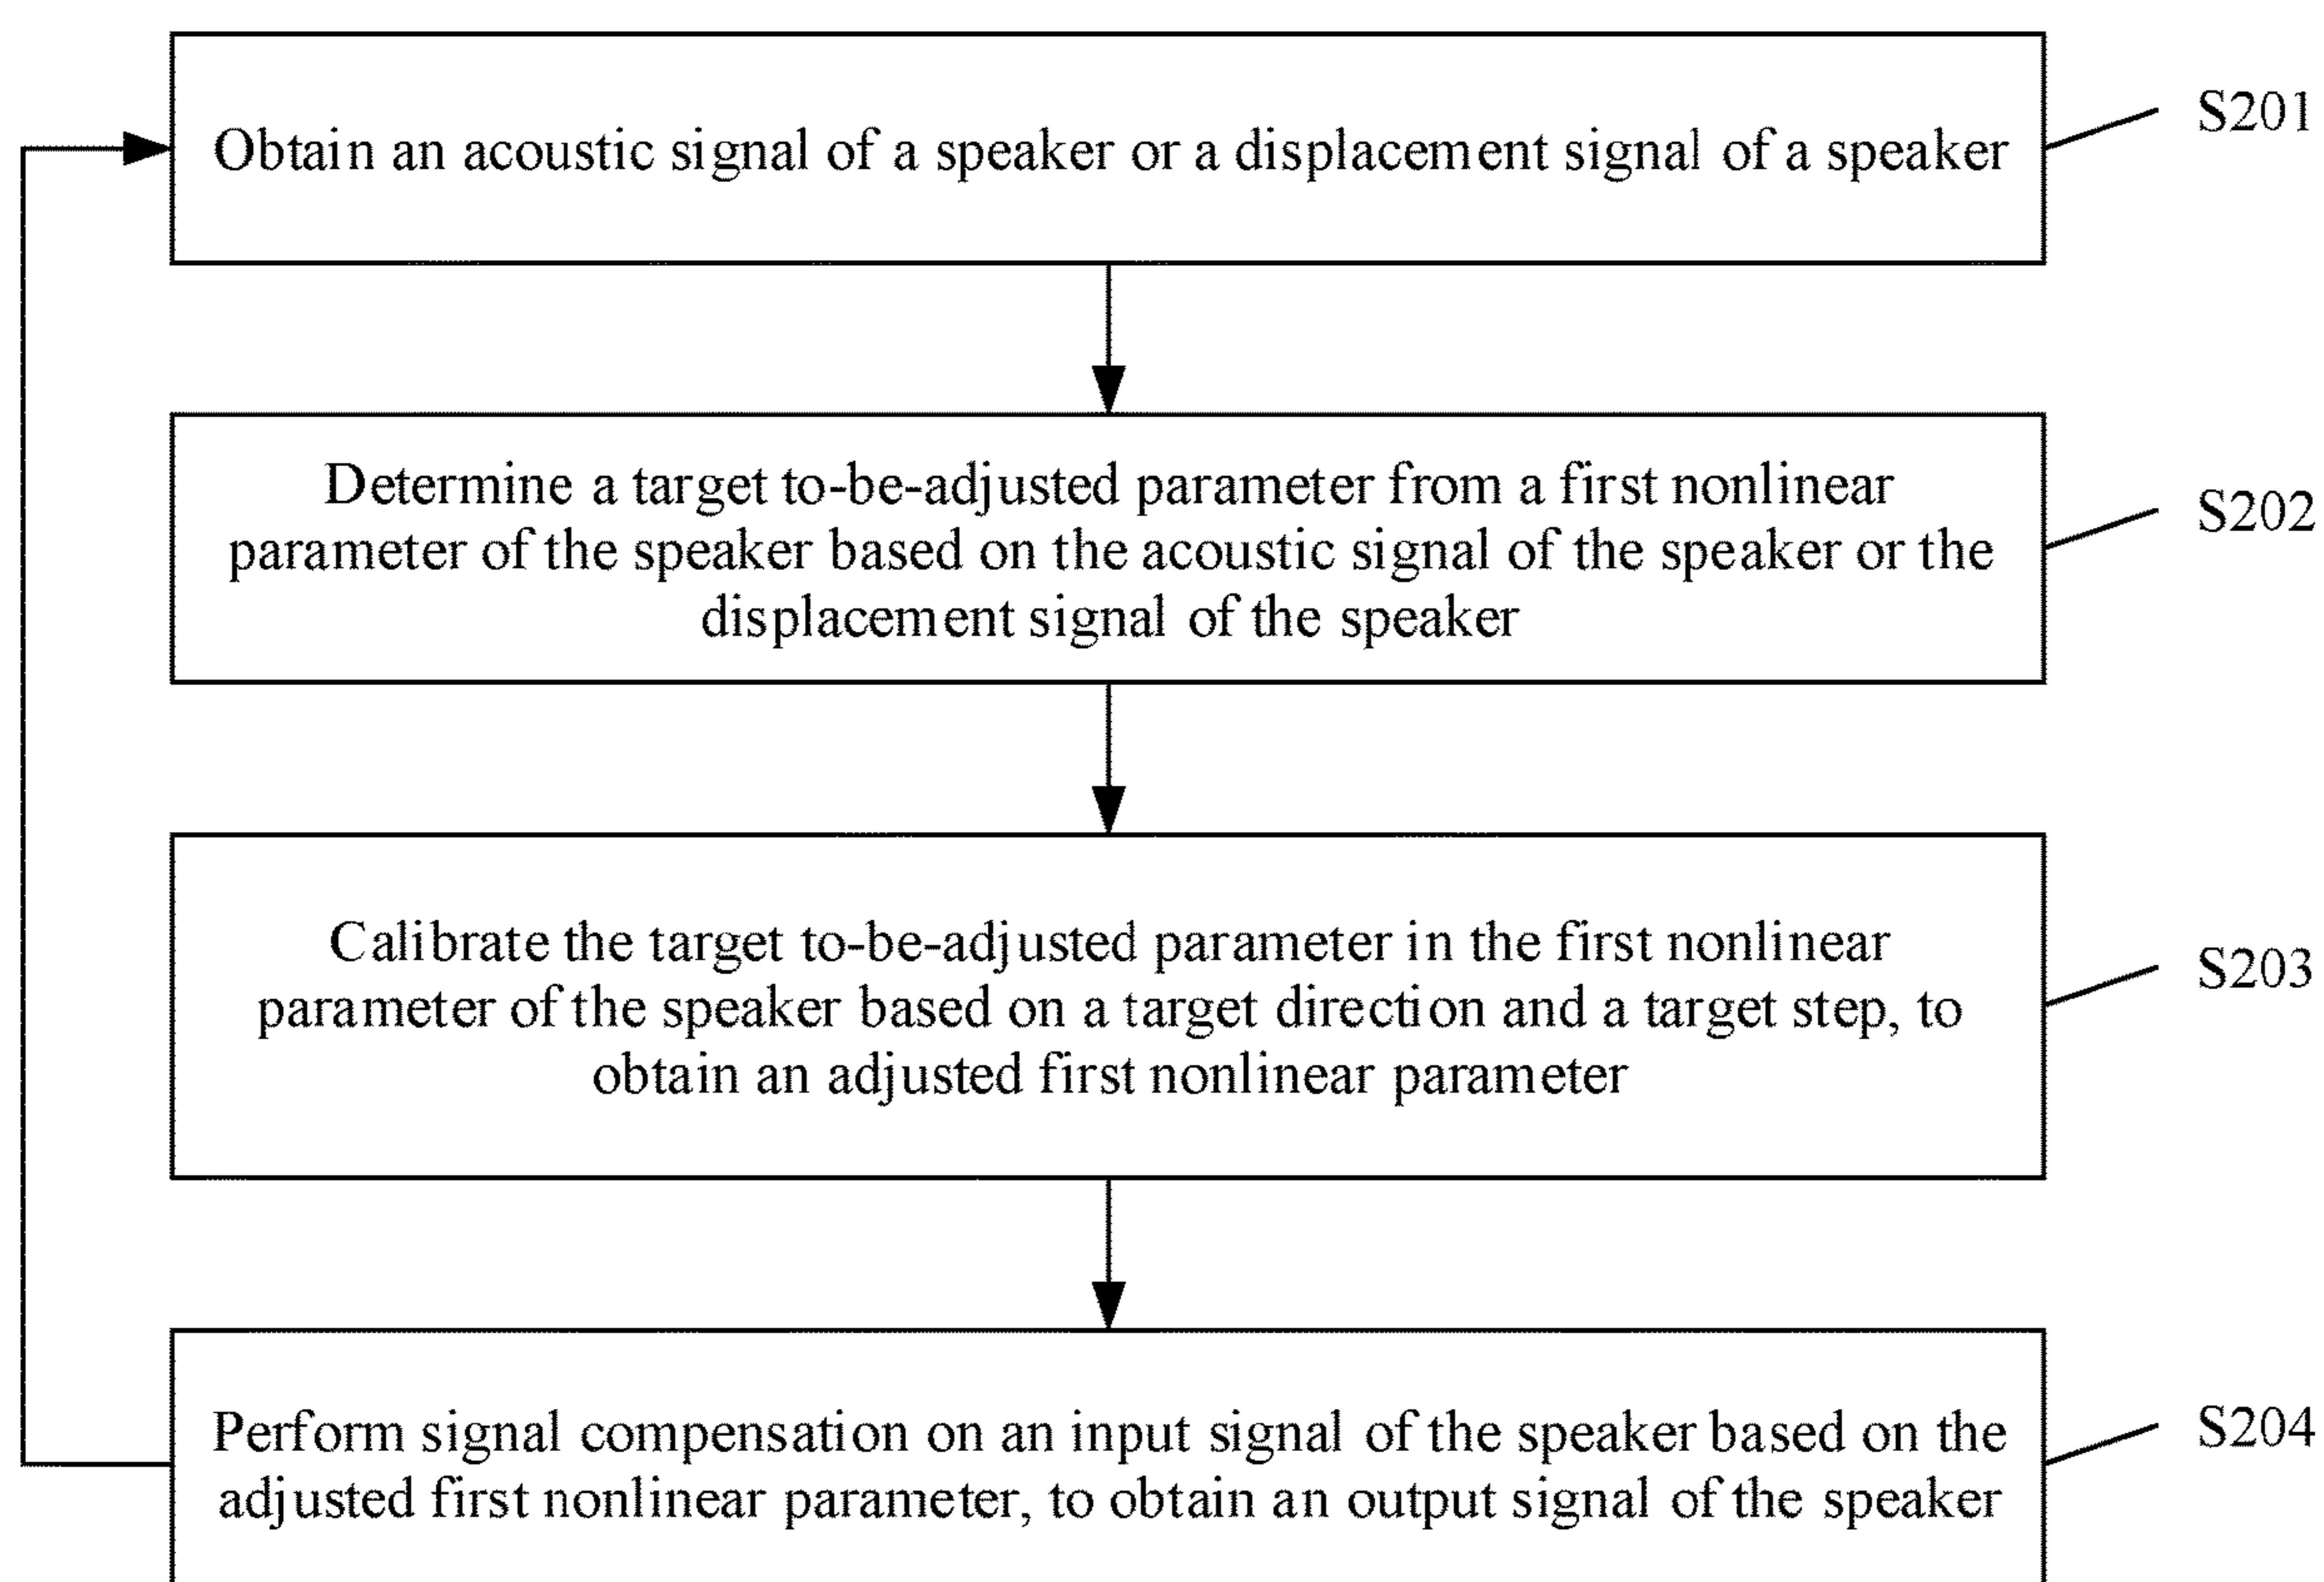 Obtain an acoustic signal of a speaker or a displacement signal of a speaker
S201
Determine a target to-be-adjusted parameter from a first nonlinear
parameter of the speaker based on the acoustic signal of the speaker or the
displacement signal of the speaker
S202
Calibrate the target to-be-adjusted parameter in the first nonlinear
parameter of the speaker based on a target direction and a target step, to
obtain an adjusted first nonlinear parameter
S203
Perform signal compensation on an input signal of the speaker based on the
adjusted first nonlinear parameter, to obtain an output signal of the speaker
S204